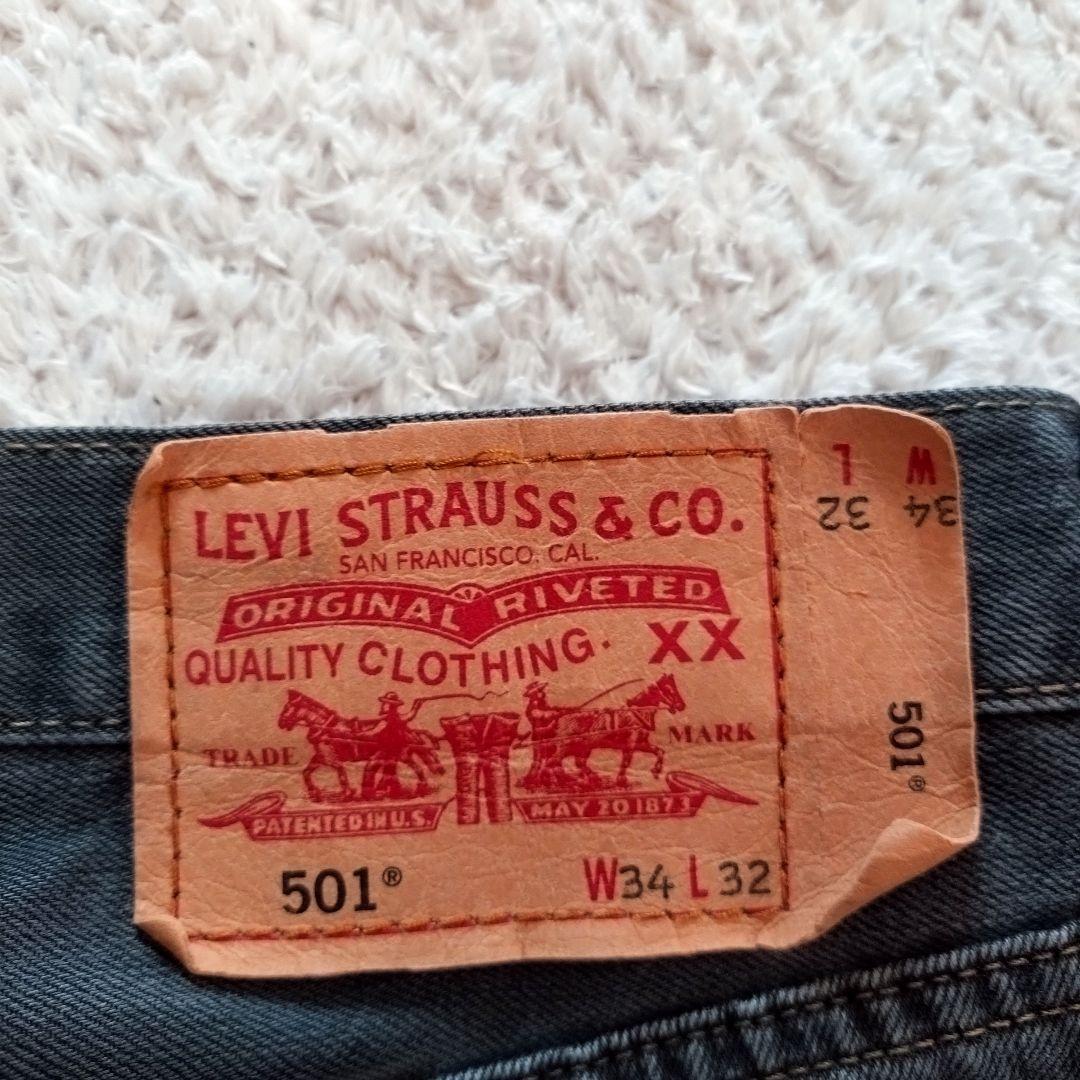 LEVI STRAUSS & CO.
SAN FRANCISCO, CAL.
ORIGINAL RIVETED
QUALITY CLOTHING. XX
TRADE MARK
PATENTED IN U.S. MAY 20 1873
501® W34 L32
L W
32 34
501®